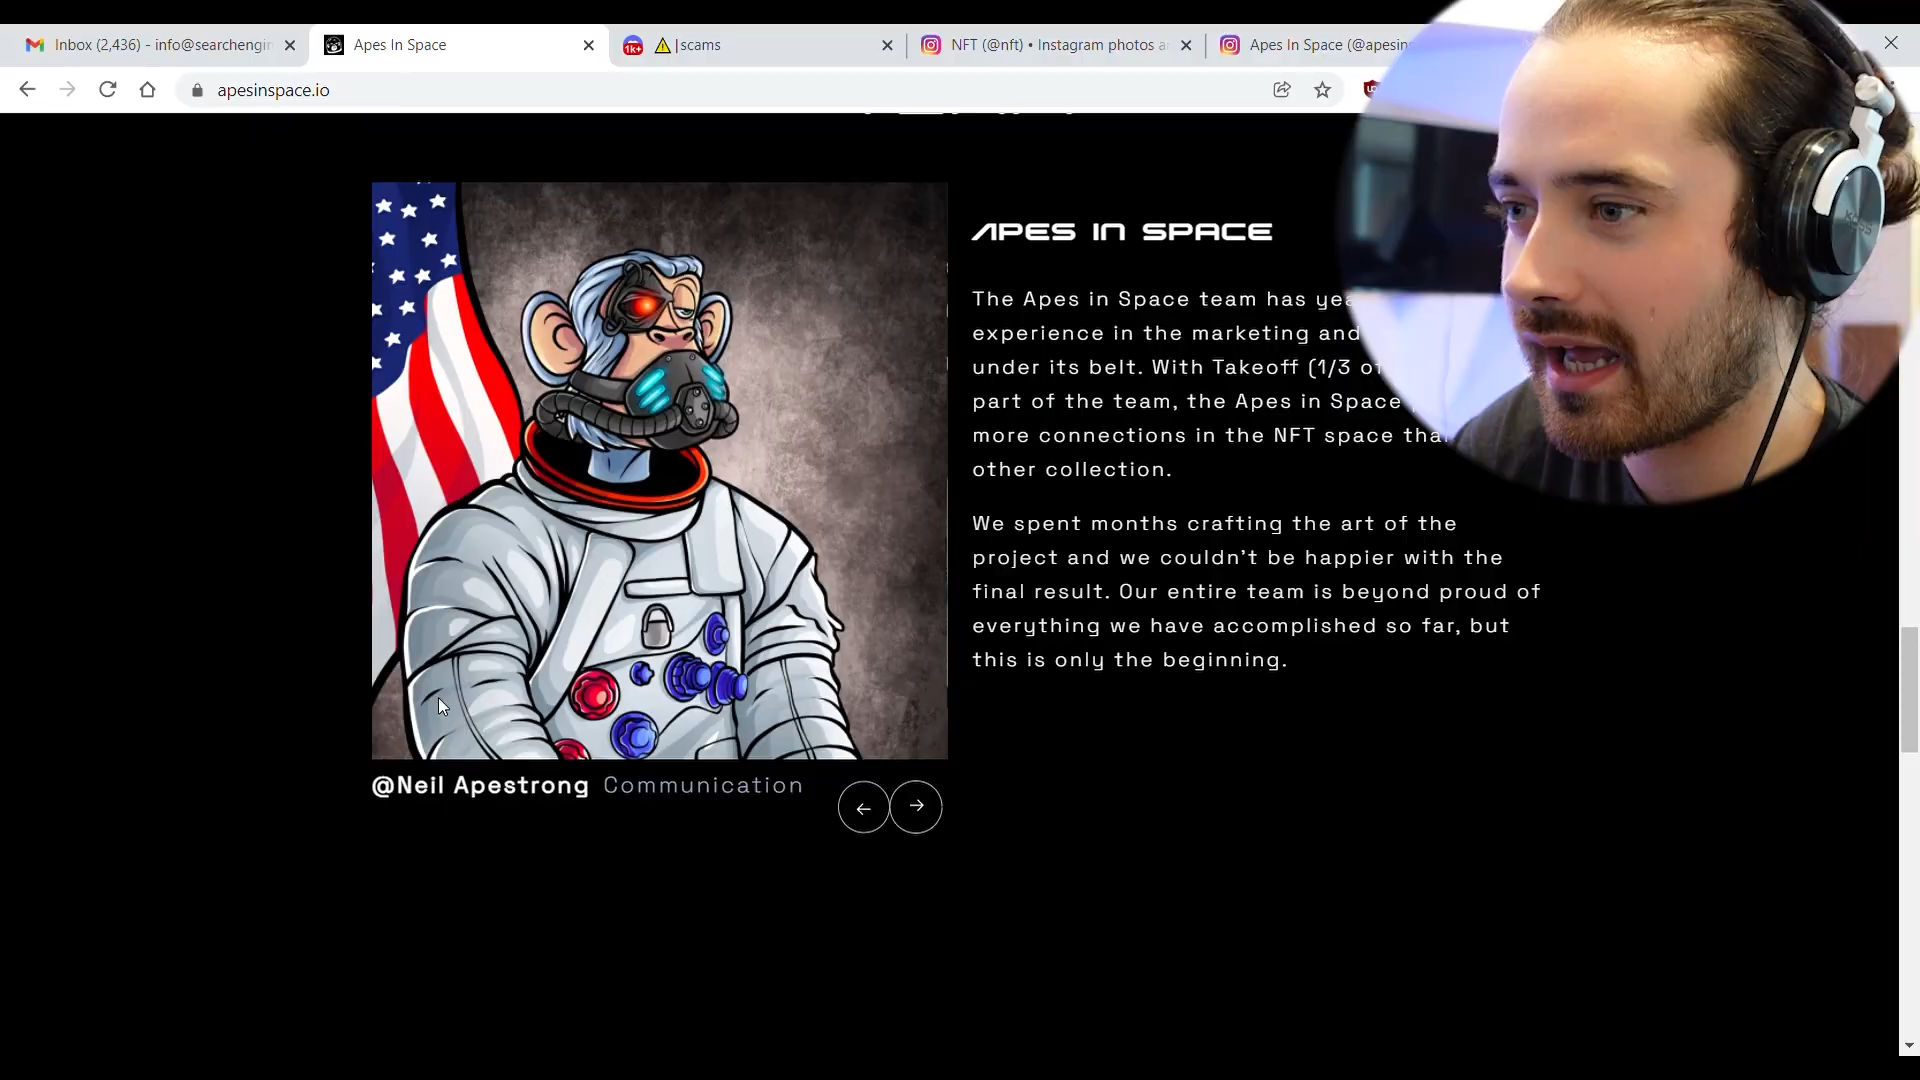 Inbox (2,436) - info@searchengin
Apes In Space
1k+
|scams
NFT (@nft) • Instagram photos a
Apes In Space (@apesin
apesinspace.io
APES IN SPACE
The Apes in Space team has
experience in the marketing and
under its belt. With Takeoff (1/3
part of the team, the Apes in Space
more connections in the NFT space
other collection.
We spent months crafting the art of the
project and we couldn't be happier with the
final result. Our entire team is beyond proud of
everything we have accomplished so far, but
this is only the beginning.
@Neil Apestrong Communication
KOSS